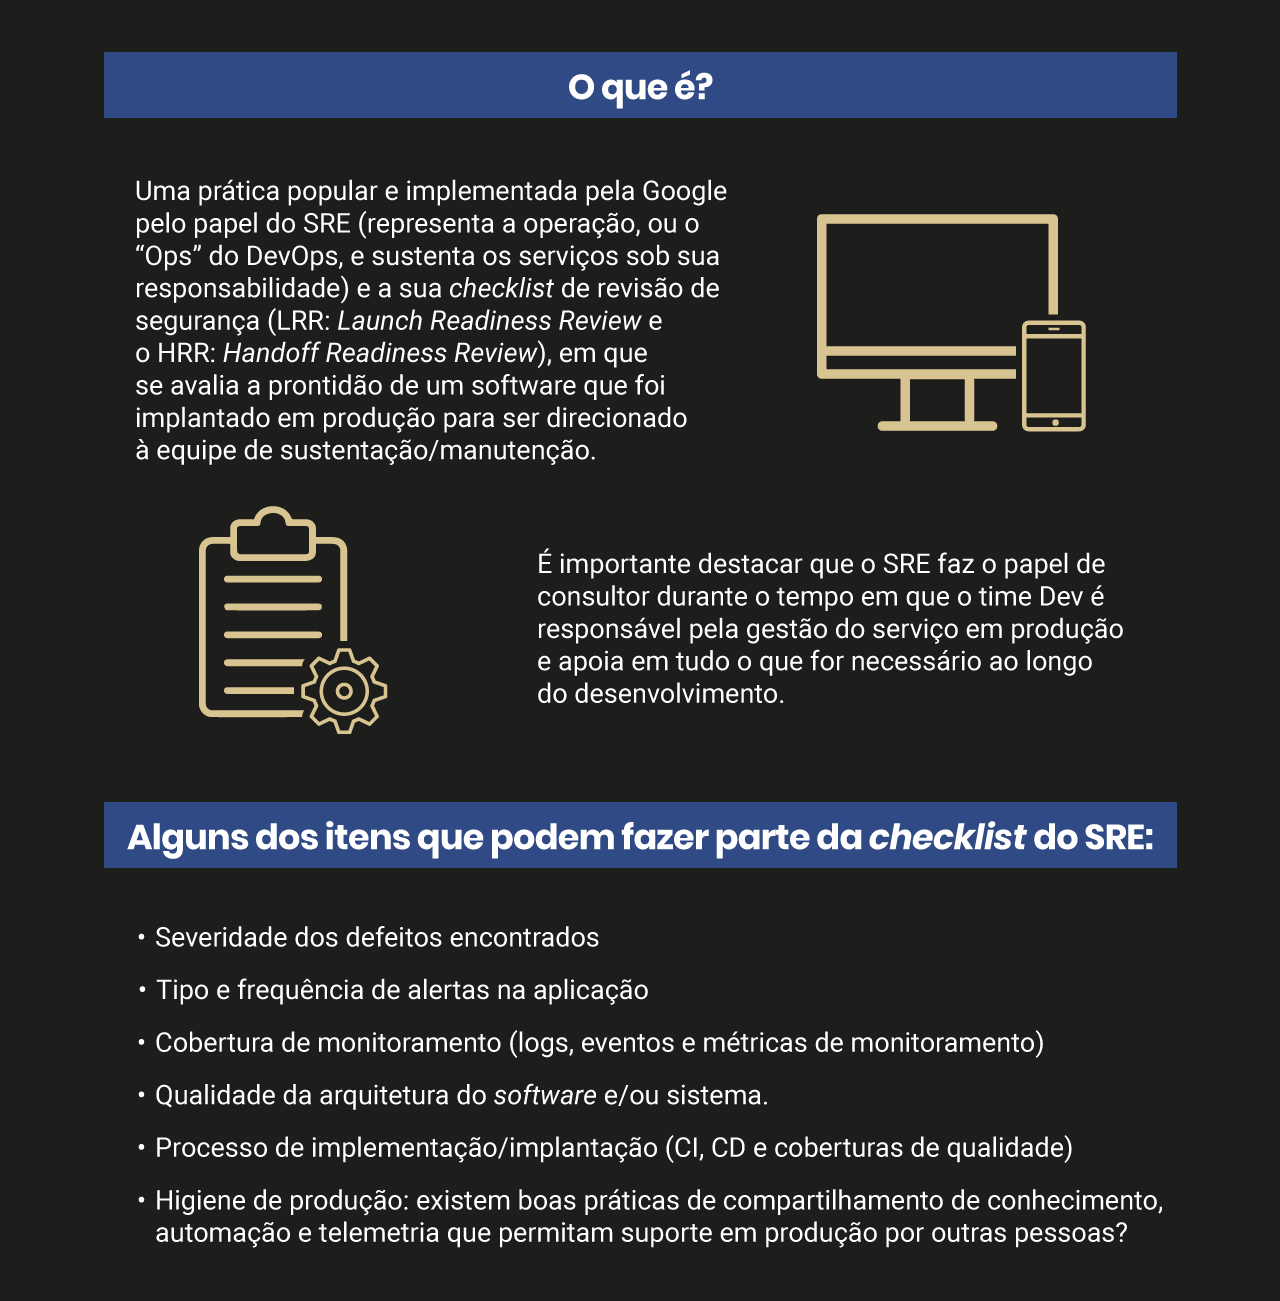 O que é?
Uma prática popular e implementada pela Google
pelo papel do SRE (representa a operação, ou o
“Ops” do DevOps, e sustenta os serviços sob sua
responsabilidade) e a sua checklist de revisão de
segurança (LRR: Launch Readiness Review e
o HRR: Handoff Readiness Review), em que
se avalia a prontidão de um software que foi
implantado em produção para ser direcionado
à equipe de sustentação/manutenção.
É importante destacar que o SRE faz o papel de
consultor durante o tempo em que o time Dev é
responsável pela gestão do serviço em produção
e apoia em tudo o que for necessário ao longo
do desenvolvimento.
Alguns dos itens que podem fazer parte da checklist do SRE:
• Severidade dos defeitos encontrados
• Tipo e frequência de alertas na aplicação
• Cobertura de monitoramento (logs, eventos e métricas de monitoramento)
• Qualidade da arquitetura do software e/ou sistema.
• Processo de implementação/implantação (CI, CD e coberturas de qualidade)
• Higiene de produção: existem boas práticas de compartilhamento de conhecimento,
automação e telemetria que permitam suporte em produção por outras pessoas?